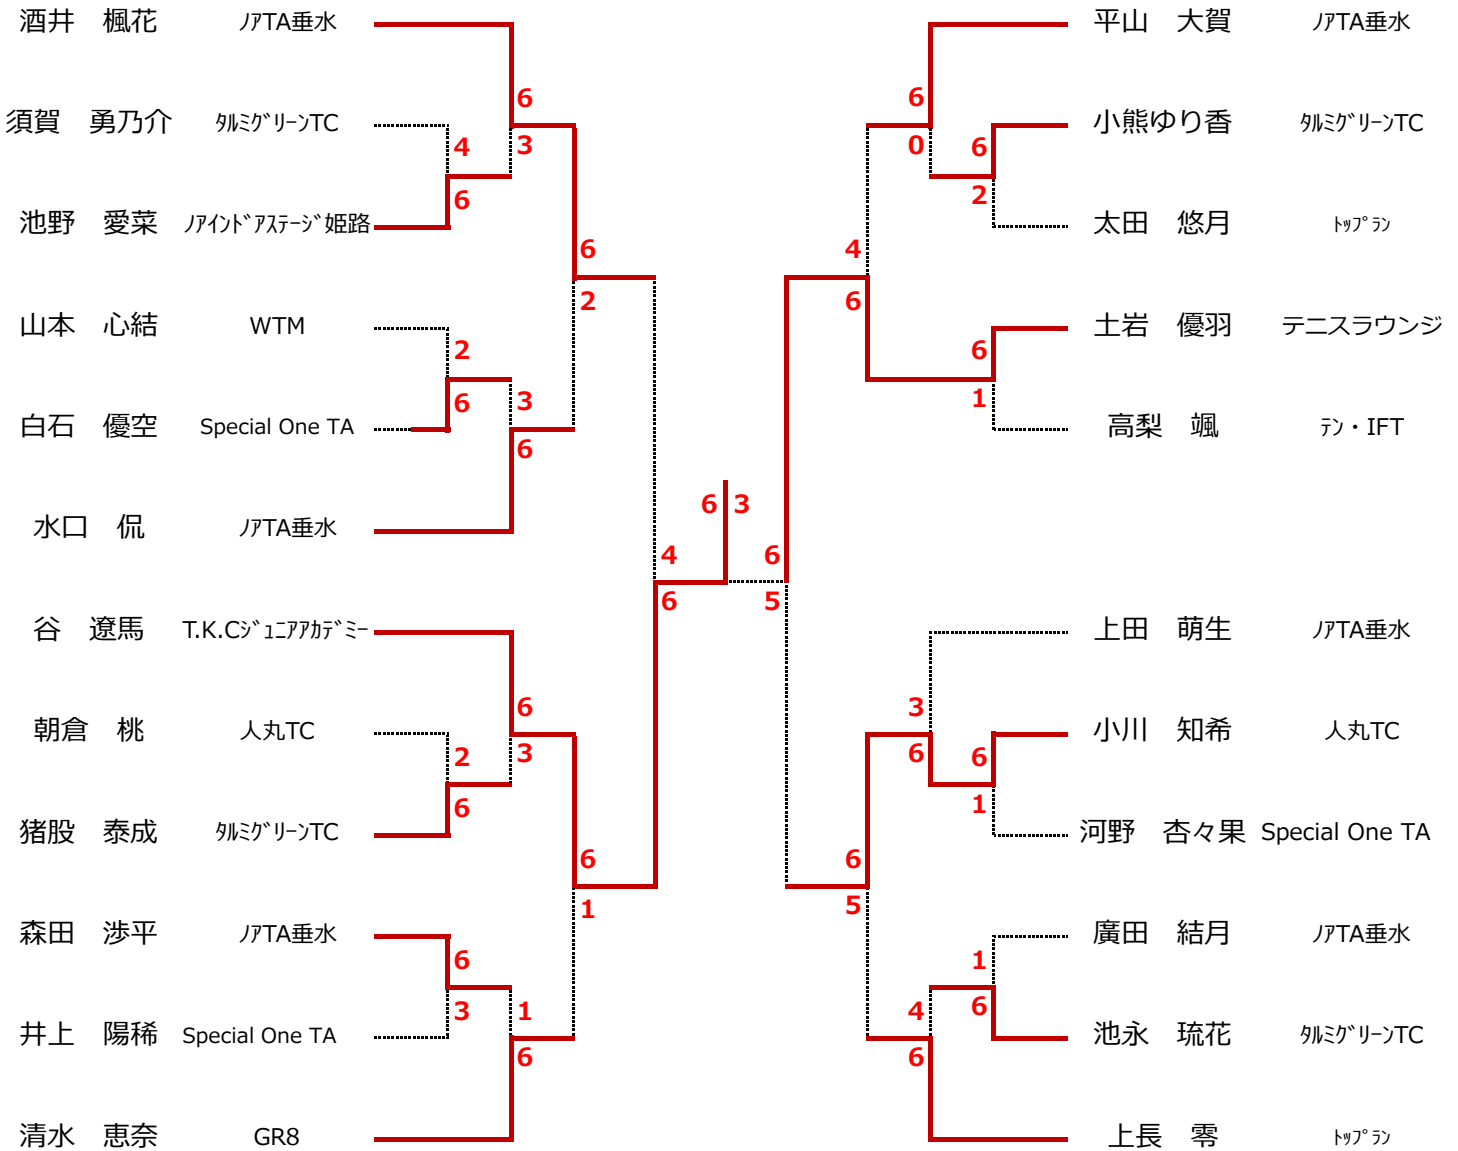 酒井　楓花 ﾉｱTA垂水
6
須賀　勇乃介 ﾀﾙﾐｸﾞﾘｰﾝTC
4 3
6
池野　愛菜 ﾉｱｲﾝﾄﾞｱｽﾃｰｼﾞ姫路
6
2
山本　心結 WTM
2
6 3
白石　優空 Special One TA
6
水口　侃 ﾉｱTA垂水
4
6
谷　遼馬 T.K.Cｼﾞｭﾆｱｱｶﾃﾞﾐｰ
6
朝倉　桃 人丸TC
2 3
6
猪股　泰成 ﾀﾙﾐｸﾞﾘｰﾝTC
6
1
森田　渉平 ﾉｱTA垂水
6
3 1
井上　陽稀 Special One TA
6
清水　恵奈 GR8
6 3
平山　大賀 ﾉｱTA垂水
6
小熊ゆり香 ﾀﾙﾐｸﾞﾘｰﾝTC
0 6
2
太田　悠月 ﾄｯﾌﾟﾗﾝ
4
6
土岩　優羽 テニスラウンジ
6
1
高梨　颯 ﾃﾝ・IFT
6
5
上田　萌生 ﾉｱTA垂水
3
小川　知希 人丸TC
6 6
1
河野　杏々果 Special One TA
6
5
廣田　結月 ﾉｱTA垂水
1
4 6
池永　琉花 ﾀﾙﾐｸﾞﾘｰﾝTC
6
上長　零 ﾄｯﾌﾟﾗﾝ